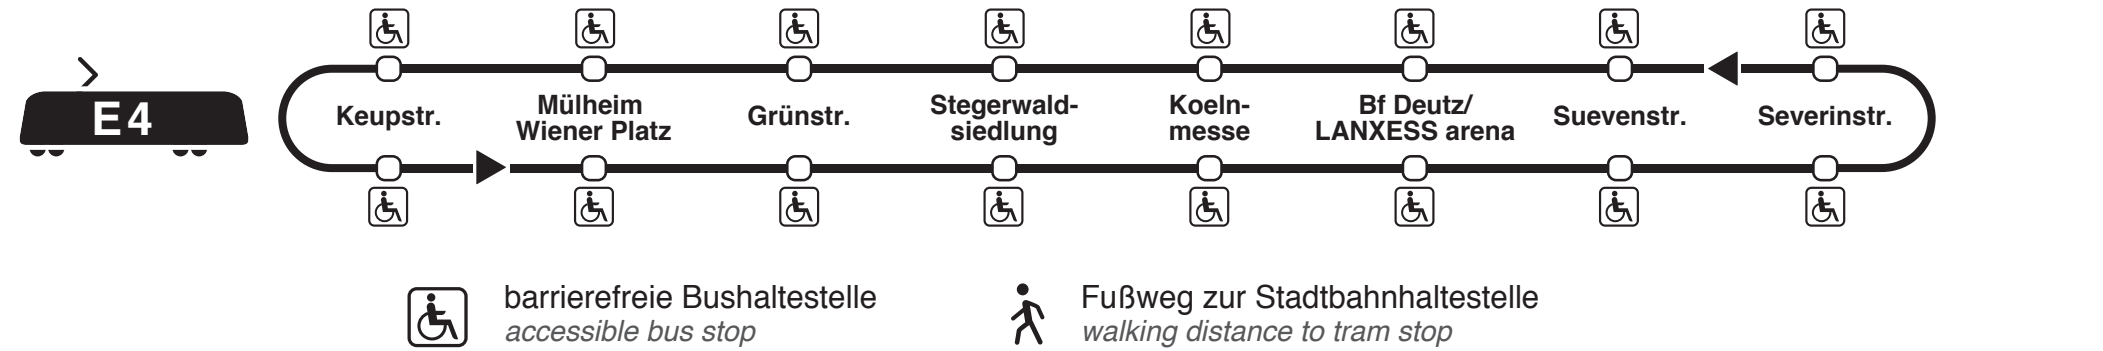 E4
Keupstr.
Mülheim
Wiener Platz
Grünstr.
Stegerwald-
siedlung
Koeln-
messe
Bf Deutz/
LANXESS arena
Suevenstr.
Severinstr.
barrierefreie Bushaltestelle
accessible bus stop
Fußweg zur Stadtbahnhaltestelle
walking distance to tram stop